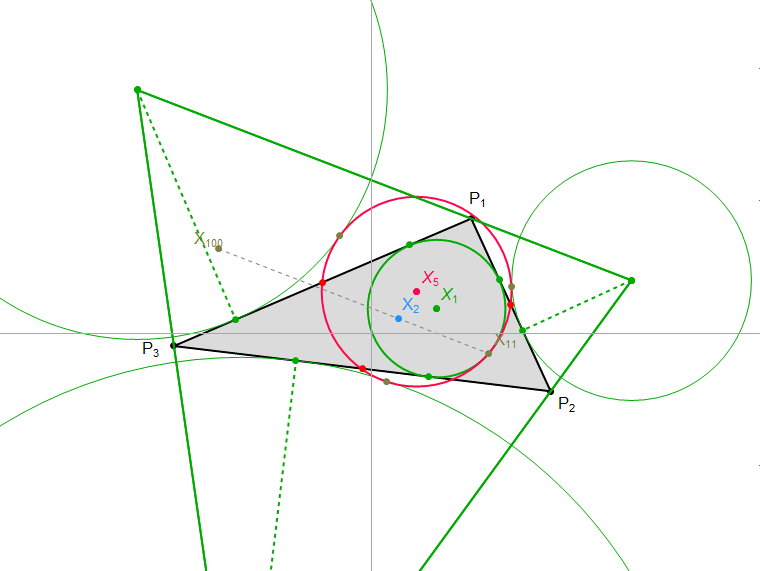 P₁
X₁₀₀
X₅
X₁
X₂
X₁₁
P₃
P₂